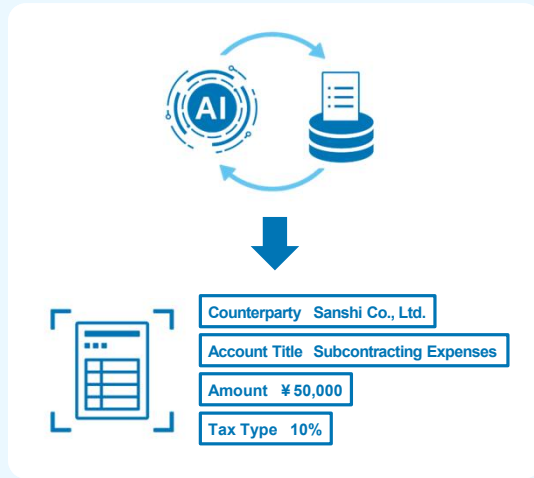 AI
Counterparty Sanshi Co., Ltd.
Account Title Subcontracting Expenses
Amount ¥50,000
Tax Type 10%